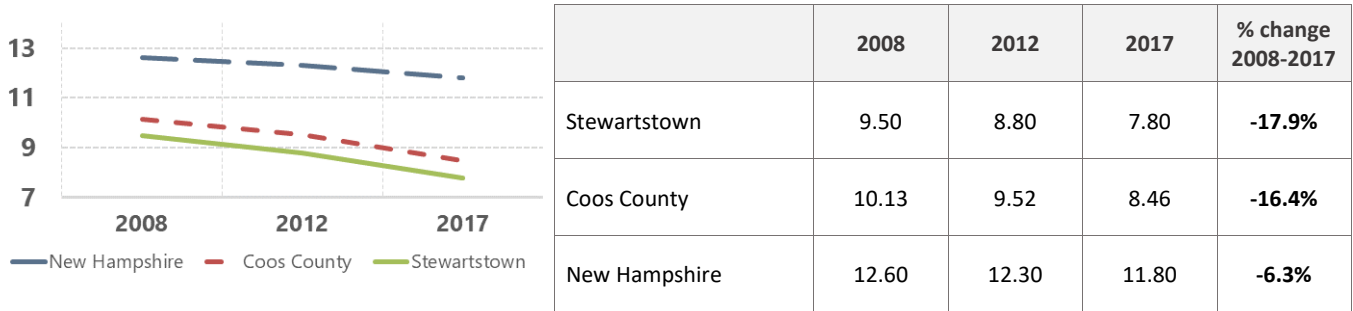 13
11
9
7
2008 2012 2017
New Hampshire Coos County Stewartstown
2008 2012 2017 % change
2008-2017
Stewartstown 9.50 8.80 7.80 -17.9%
Coos County 10.13 9.52 8.46 -16.4%
New Hampshire 12.60 12.30 11.80 -6.3%